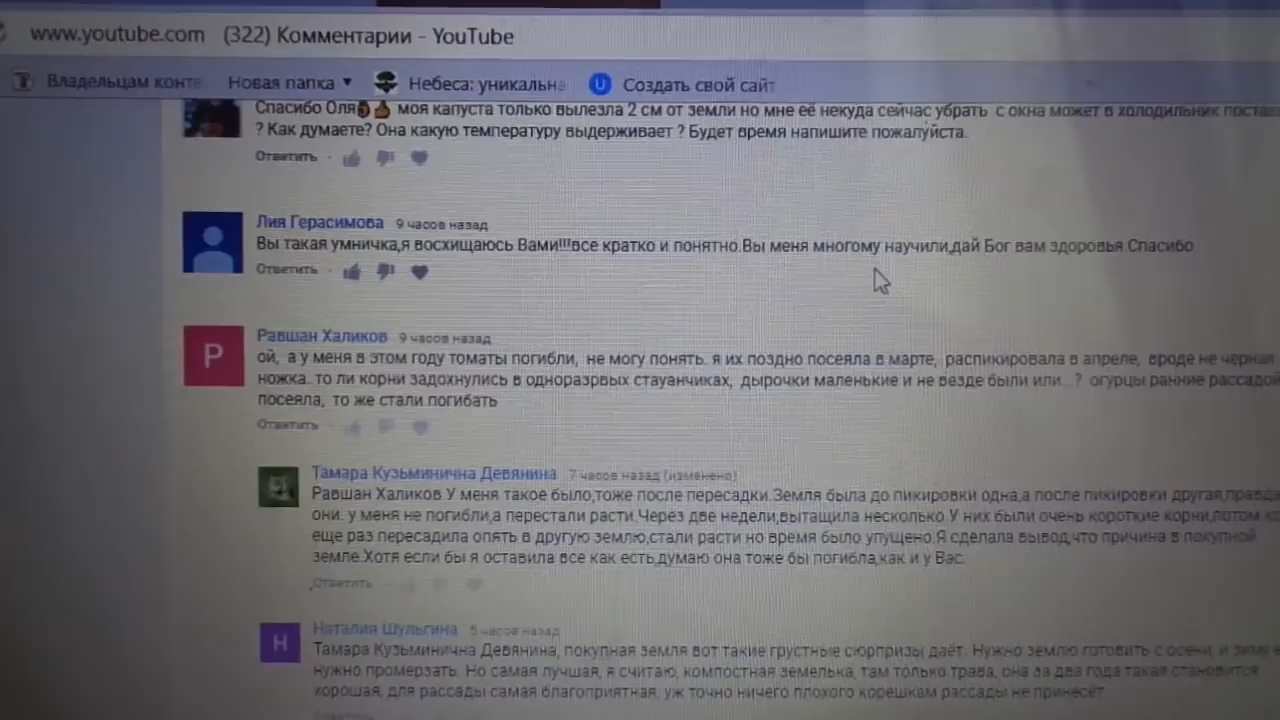 www.youtube.com (322) Комментарии - YouTube
Владельцам конте Новая папка Небеса: уникальна U Создать свой сайт
Спасибо Оля моя капуста только вылезла 2 см от земли но мне её некуда сейчас убрать с окна может в холодильник
? Как думаете? Она какую температуру выдерживает ? Будет время напишите пожалуйста.
Ответить
Лия Герасимова 9 часов назад
Вы такая умничка,я восхищаюсь Вами!!!все кратко и понятно.Вы меня многому научили,дай Бог вам здоровья.Спасибо
Ответить
Равшан Халиков 9 часов назад
Р
ой, а у меня в этом году томаты погибли, не могу понять. я их поздно посеяла в марте, распикировала в апреле, вроде не черная
ножка. то ли корни задохнулись в одноразрвых стауанчиках, дырочки маленькие и не везде были или...? огурцы ранние рассадой
посеяла, то же стали погибать
Ответить
Тамара Кузьминична Девянина 7 часов назад (изменено)
Равшан Халиков У меня такое было,тоже после пересадки.Земля была до пикировки одна,а после пикировки другая,правда
они. у меня не погибли,а перестали расти.Через две недели,вытащила несколько.У них были очень короткие корни,потом
еще раз пересадила опять в другую землю,стали расти но время было упущено.Я сделала вывод,что причина в покупной
земле.Хотя если бы я оставила все как есть,думаю она тоже бы погибла,как и у Вас.
Ответить
Наталия Шульгина 5 часов назад
Н
Тамара Кузьминична Девянина, покупная земля вот такие грустные сюрпризы даёт. Нужно землю готовить с осени, и
нужно промерзать. Но самая лучшая, я считаю, компостная земелька, там только трава, она за два года такая становится
хорошая, для рассады самая благоприятная, уж точно ничего плохого корешкам рассады не принесёт